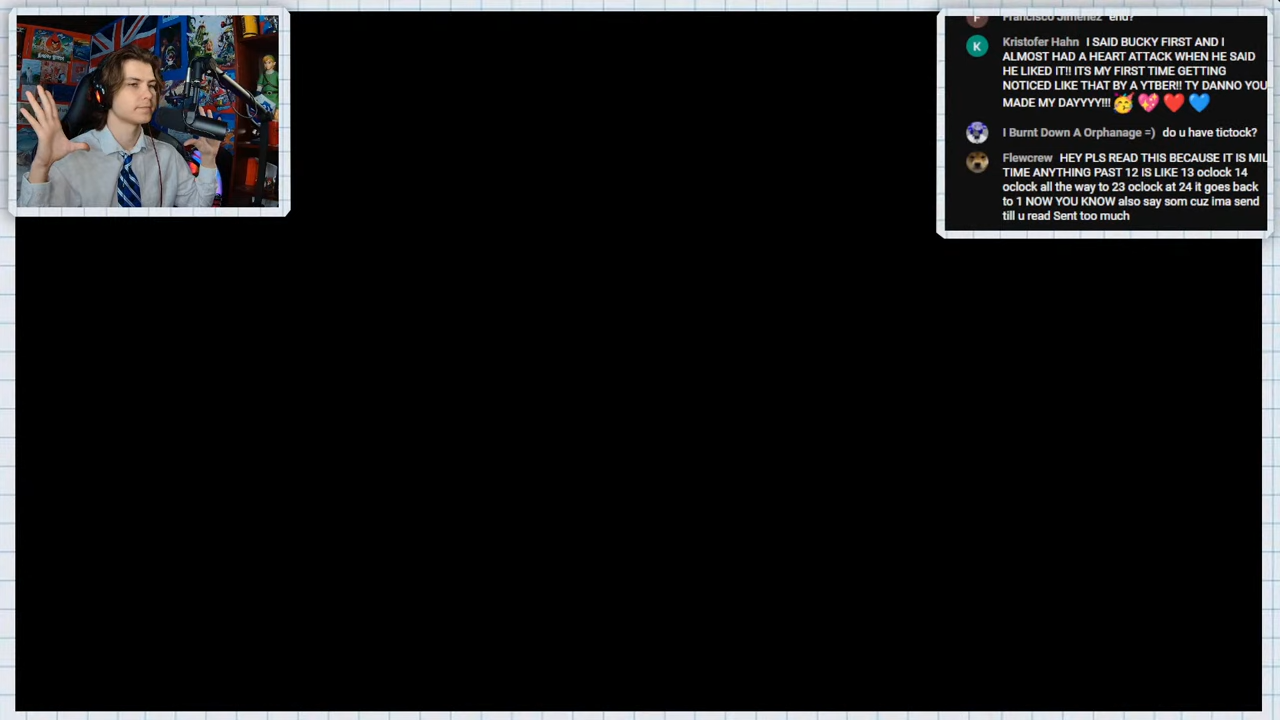 Francisco Jimenez end?
Kristofer Hahn I SAID BUCKY FIRST AND I
ALMOST HAD A HEART ATTACK WHEN HE SAID
HE LIKED IT!! ITS MY FIRST TIME GETTING
NOTICED LIKE THAT BY A YTBER!! TY DANNO YOU
MADE MY DAYYYY!!! 🥳 💖 ❤️ 💙
I Burnt Down A Orphanage =) do u have tictock?
Flewcrew HEY PLS READ THIS BECAUSE IT IS MIL
TIME ANYTHING PAST 12 IS LIKE 13 oclock 14
oclock all the way to 23 oclock at 24 it goes back
to 1 NOW YOU KNOW also say som cuz ima send
till u read Sent too much